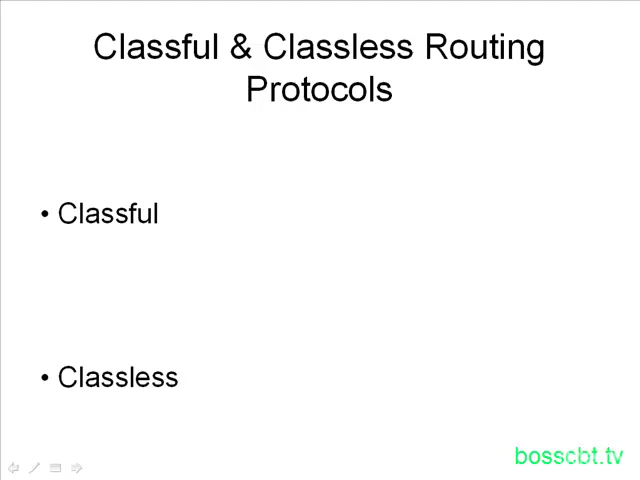 Classful & Classless Routing
Protocols
• Classful
• Classless
bosscbt.tv